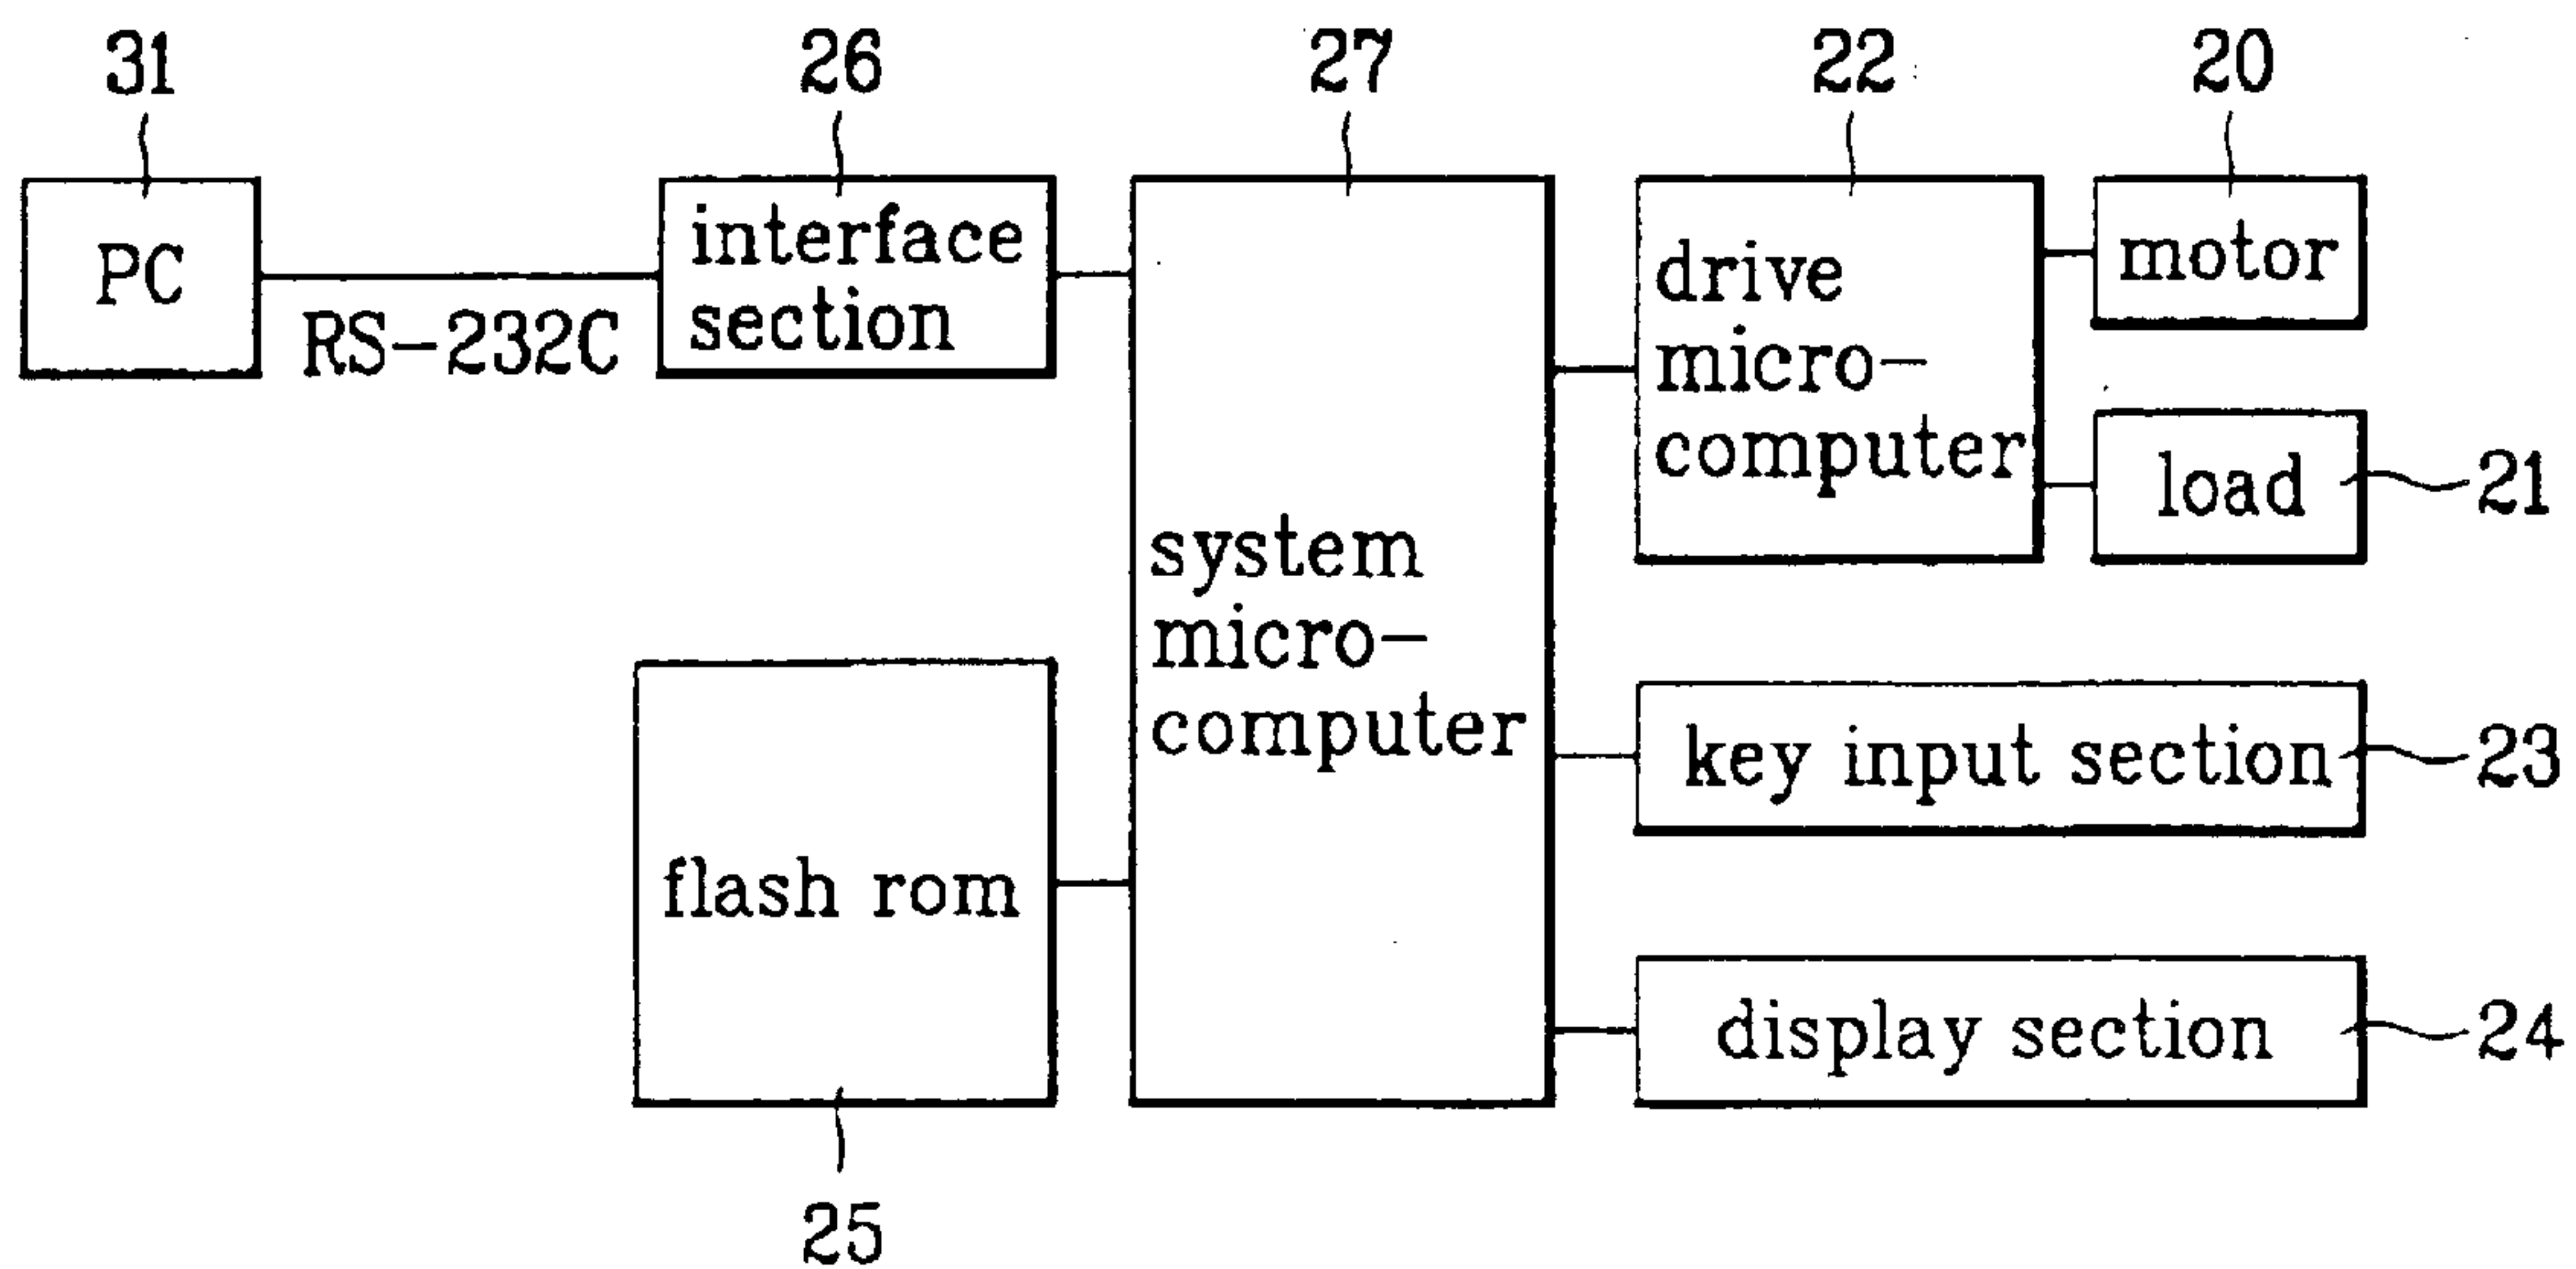 31
26
27
22
20
PC
RS-232C
interface
section
system
micro-
computer
drive
micro-
computer
motor
load
21
key input section
23
flash rom
25
display section
24